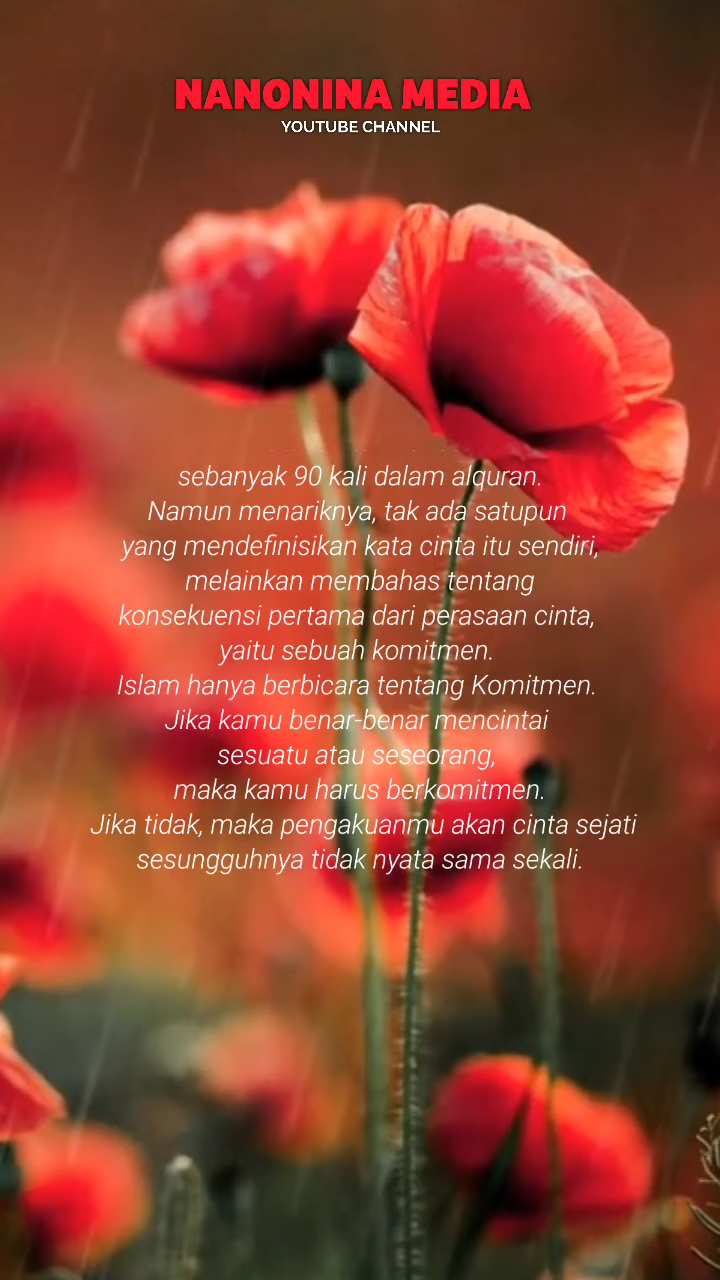 NANONINA MEDIA
YOUTUBE CHANNEL
sebanyak 90 kali dalam alquran.
Namun menariknya, tak ada satupun
yang mendefinisikan kata cinta itu sendiri,
melainkan membahas tentang
konsekuensi pertama dari perasaan cinta,
yaitu sebuah komitmen.
Islam hanya berbicara tentang Komitmen.
Jika kamu benar-benar mencintai
sesuatu atau seseorang,
maka kamu harus berkomitmen.
Jika tidak, maka pengakuanmu akan cinta sejati
sesungguhnya tidak nyata sama sekali.